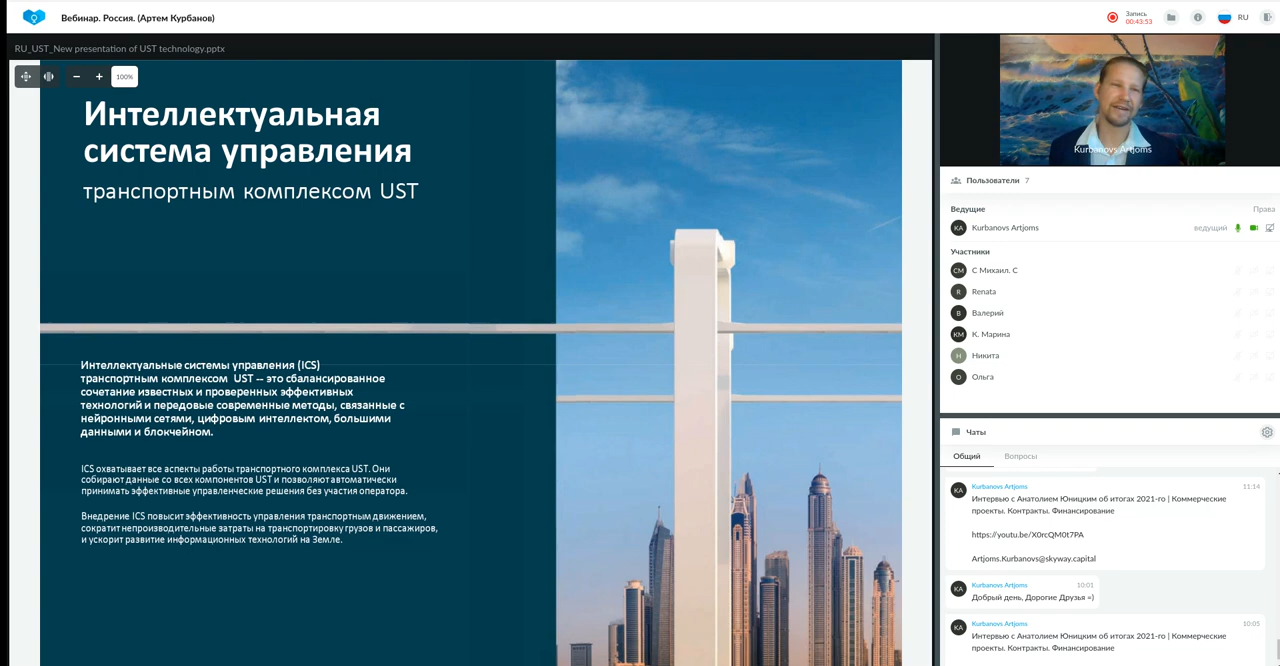 Вебинар. Россия. (Артем Курбанов)
Запись
00:43:53
RU
RU_UST_New presentation of UST technology.pptx
100%
Интеллектуальная
система управления
транспортным комплексом UST
Интеллектуальные системы управления (ICS)
транспортным комплексом UST -- это сбалансированное
сочетание известных и проверенных эффективных
технологий и передовые современные методы, связанные с
нейронными сетями, цифровым интеллектом, большими
данными и блокчейном.
ICS охватывает все аспекты работы транспортного комплекса UST. Они
собирают данные со всех компонентов UST и позволяют автоматически
принимать эффективные управленческие решения без участия оператора.
Внедрение ICS повысит эффективность управления транспортным движением,
сократит непроизводительные затраты на транспортировку грузов и пассажиров,
и ускорит развитие информационных технологий на Земле.
Kurbanovs Artjoms
Пользователи 7
Ведущие Права
KA Kurbanovs Artjoms ведущий
Участники
СМ С Михаил. С
R Renata
В Валерий
КМ К. Марина
Н Никита
О Ольга
Чаты
Общий Вопросы
KA Kurbanovs Artjoms 11:14
Интервью с Анатолием Юницким об итогах 2021-го | Коммерческие
проекты. Контракты. Финансирование
https://youtu.be/X0rcQM0t7PA
Artjoms.Kurbanovs@skyway.capital
KA Kurbanovs Artjoms 10:01
Добрый день, Дорогие Друзья =)
KA Kurbanovs Artjoms 10:05
Интервью с Анатолием Юницким об итогах 2021-го | Коммерческие
проекты. Контракты. Финансирование